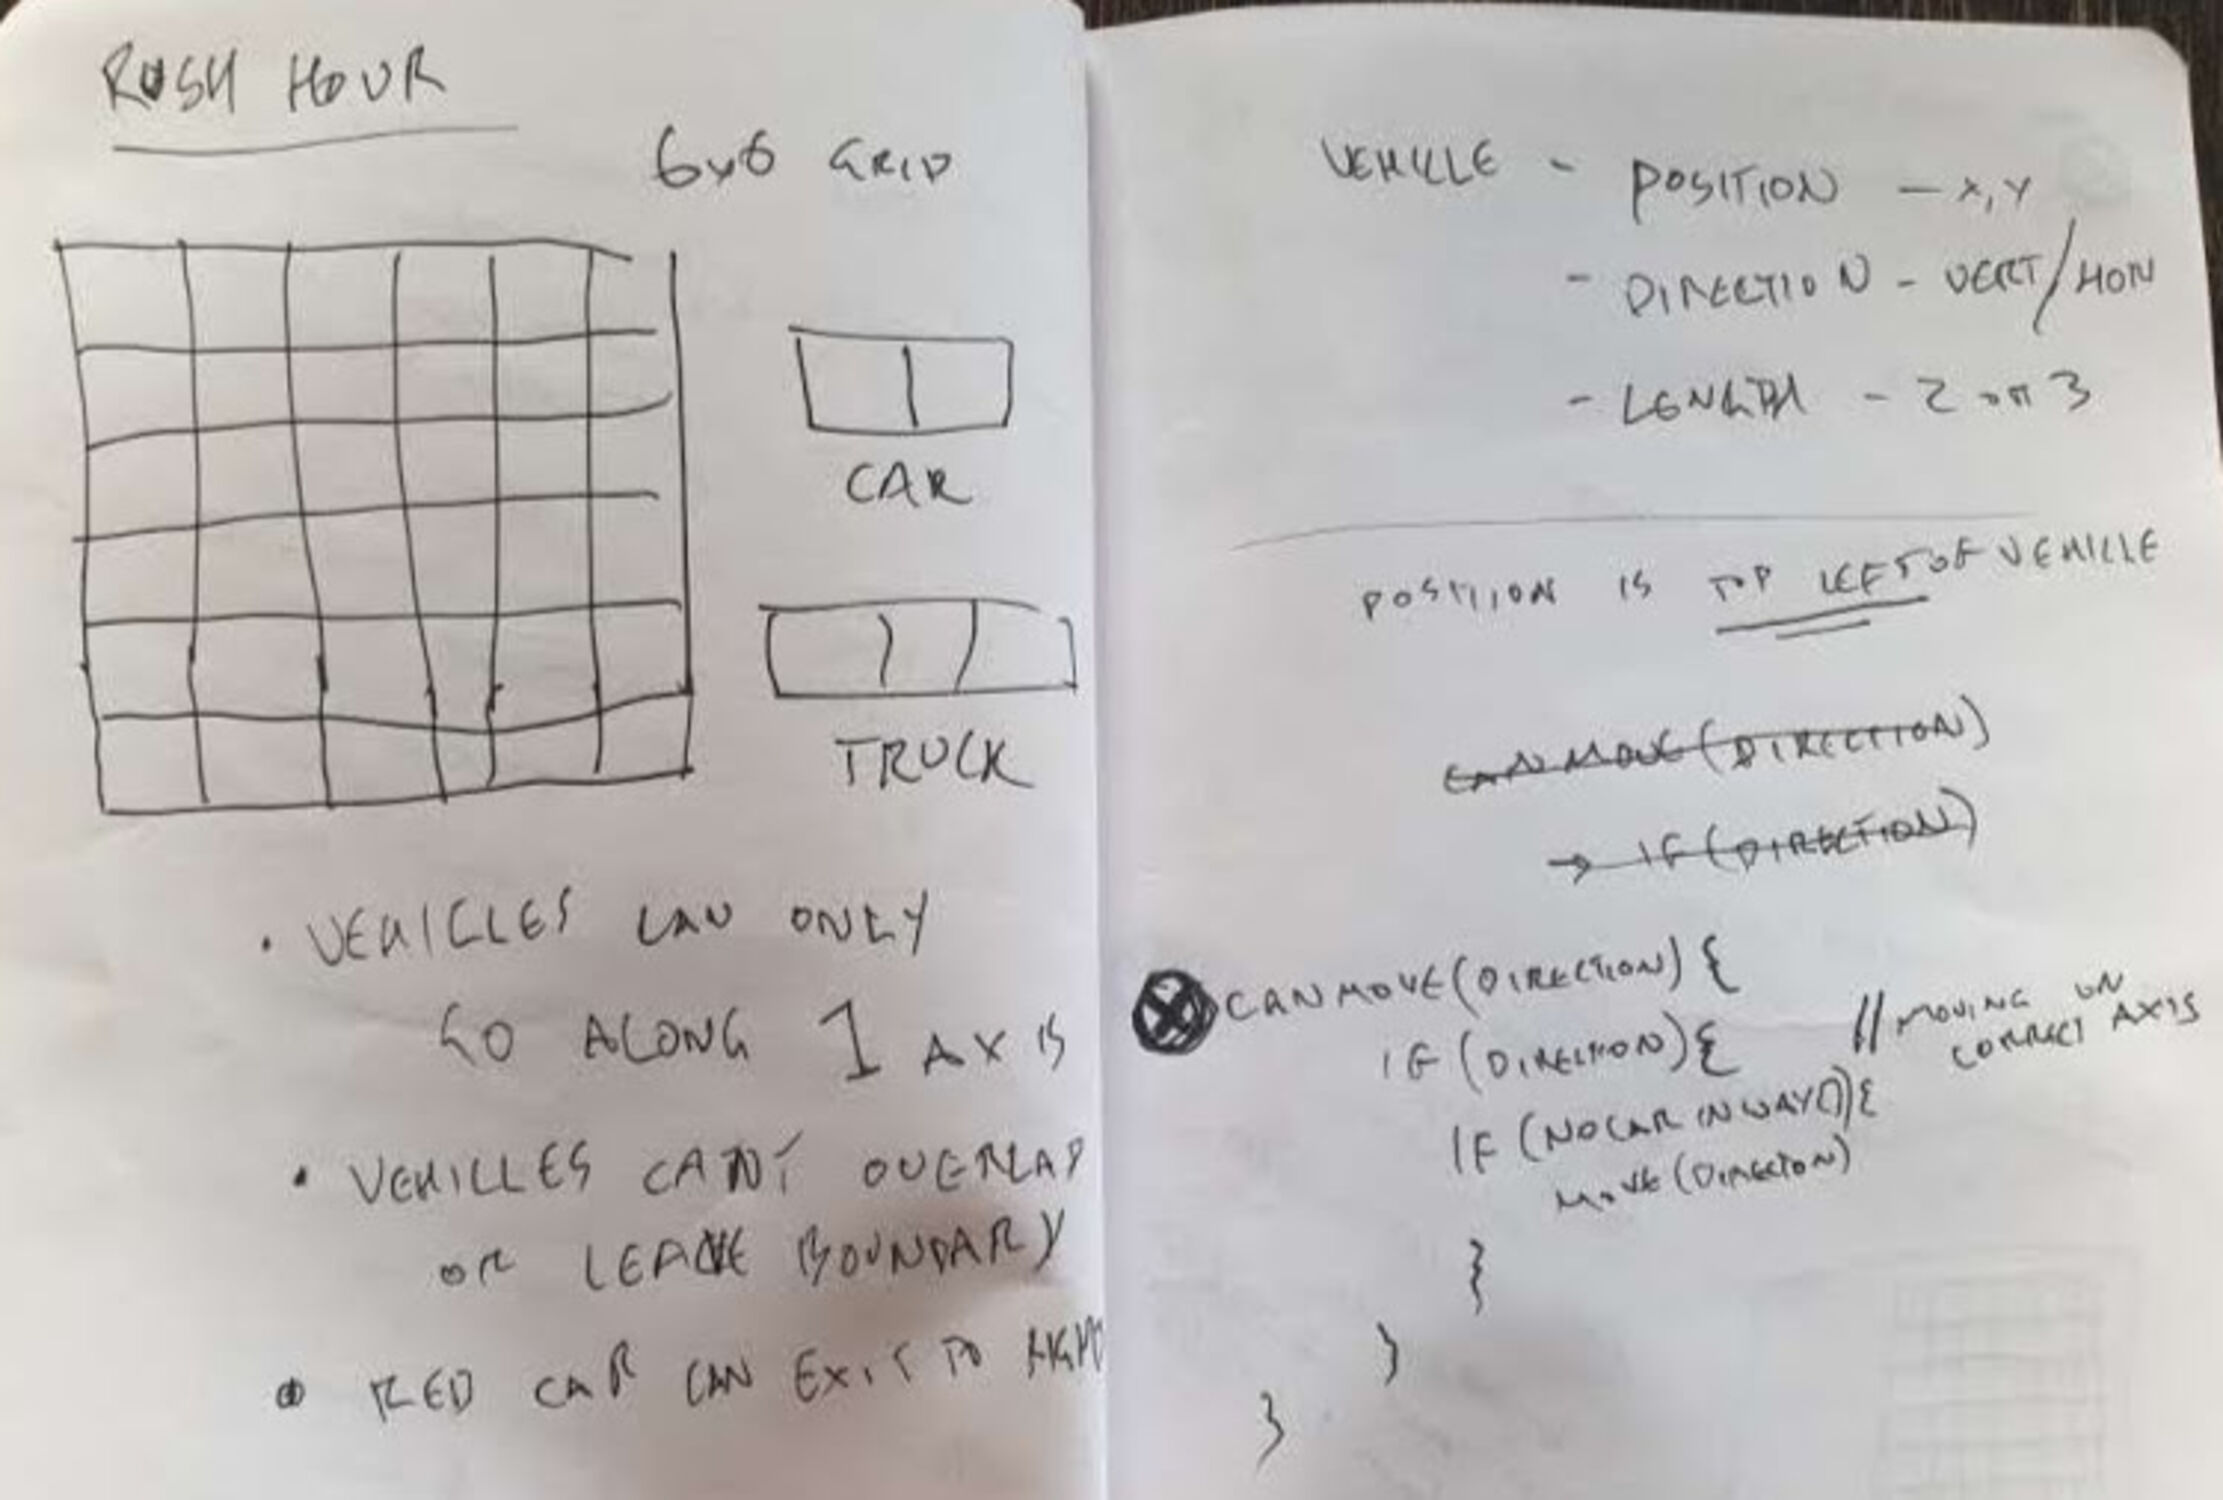 RUSH HOUR
6x6 GRID
CAR
TRUCK
• VEHICLES CAN ONLY
GO ALONG 1 AXIS
• VEHICLES CAN'T OVERLAP
OR LEAVE BOUNDARY
• RED CAR CAN EXIT TO RIGHT
VEHICLE - POSITION - X, Y
- DIRECTION - VERT/HOR
- LENGTH - 2 OR 3
POSITION IS TOP LEFT OF VEHICLE
CANMOVE(DIRECTION)
→ IF(DIRECTION)
CANMOVE(DIRECTION){
IF(DIRECTION){ // MOVING ON
CORRECT AXIS
IF(NOCARINWAY()){
MOVE(DIRECTION)
}
}
}